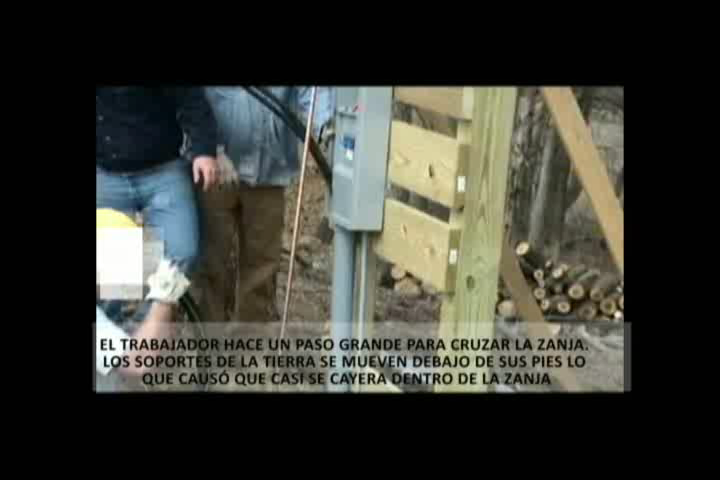 EL TRABAJADOR HACE UN PASO GRANDE PARA CRUZAR LA ZANJA.
LOS SOPORTES DE LA TIERRA SE MUEVEN DEBAJO DE SUS PIES LO
QUE CAUSÓ QUE CASI SE CAYERA DENTRO DE LA ZANJA